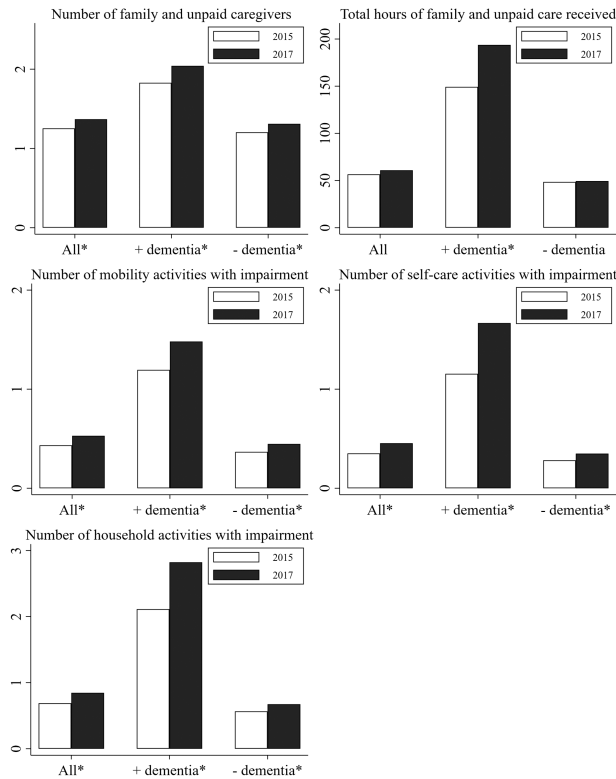 Number of family and unpaid caregivers
2015
2017
0
1
2
All*
+ dementia*
- dementia*
Total hours of family and unpaid care received
2015
2017
0
50
100
150
200
All
+ dementia*
- dementia
Number of mobility activities with impairment
2015
2017
0
1
2
All*
+ dementia*
- dementia*
Number of self-care activities with impairment
2015
2017
0
1
2
All*
+ dementia*
- dementia*
Number of household activities with impairment
2015
2017
0
1
2
3
All*
+ dementia*
- dementia*